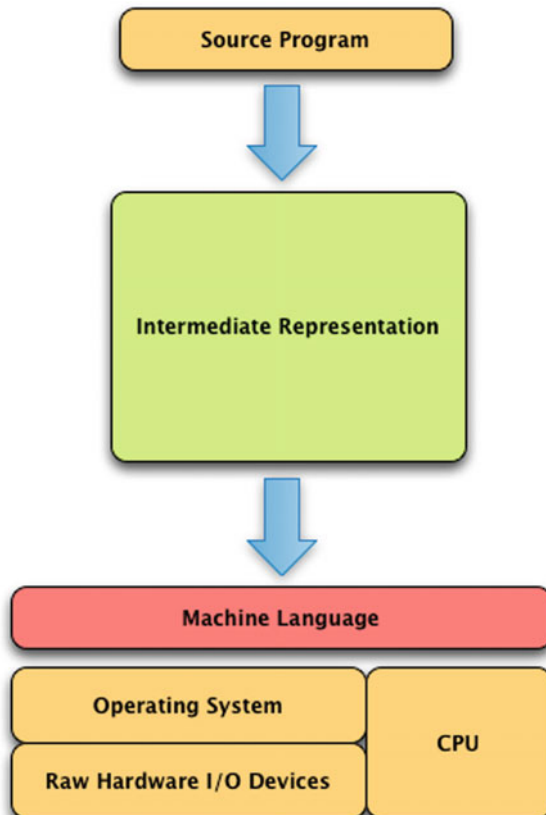 Source Program
Intermediate Representation
Machine Language
Operating System
CPU
Raw Hardware I/O Devices